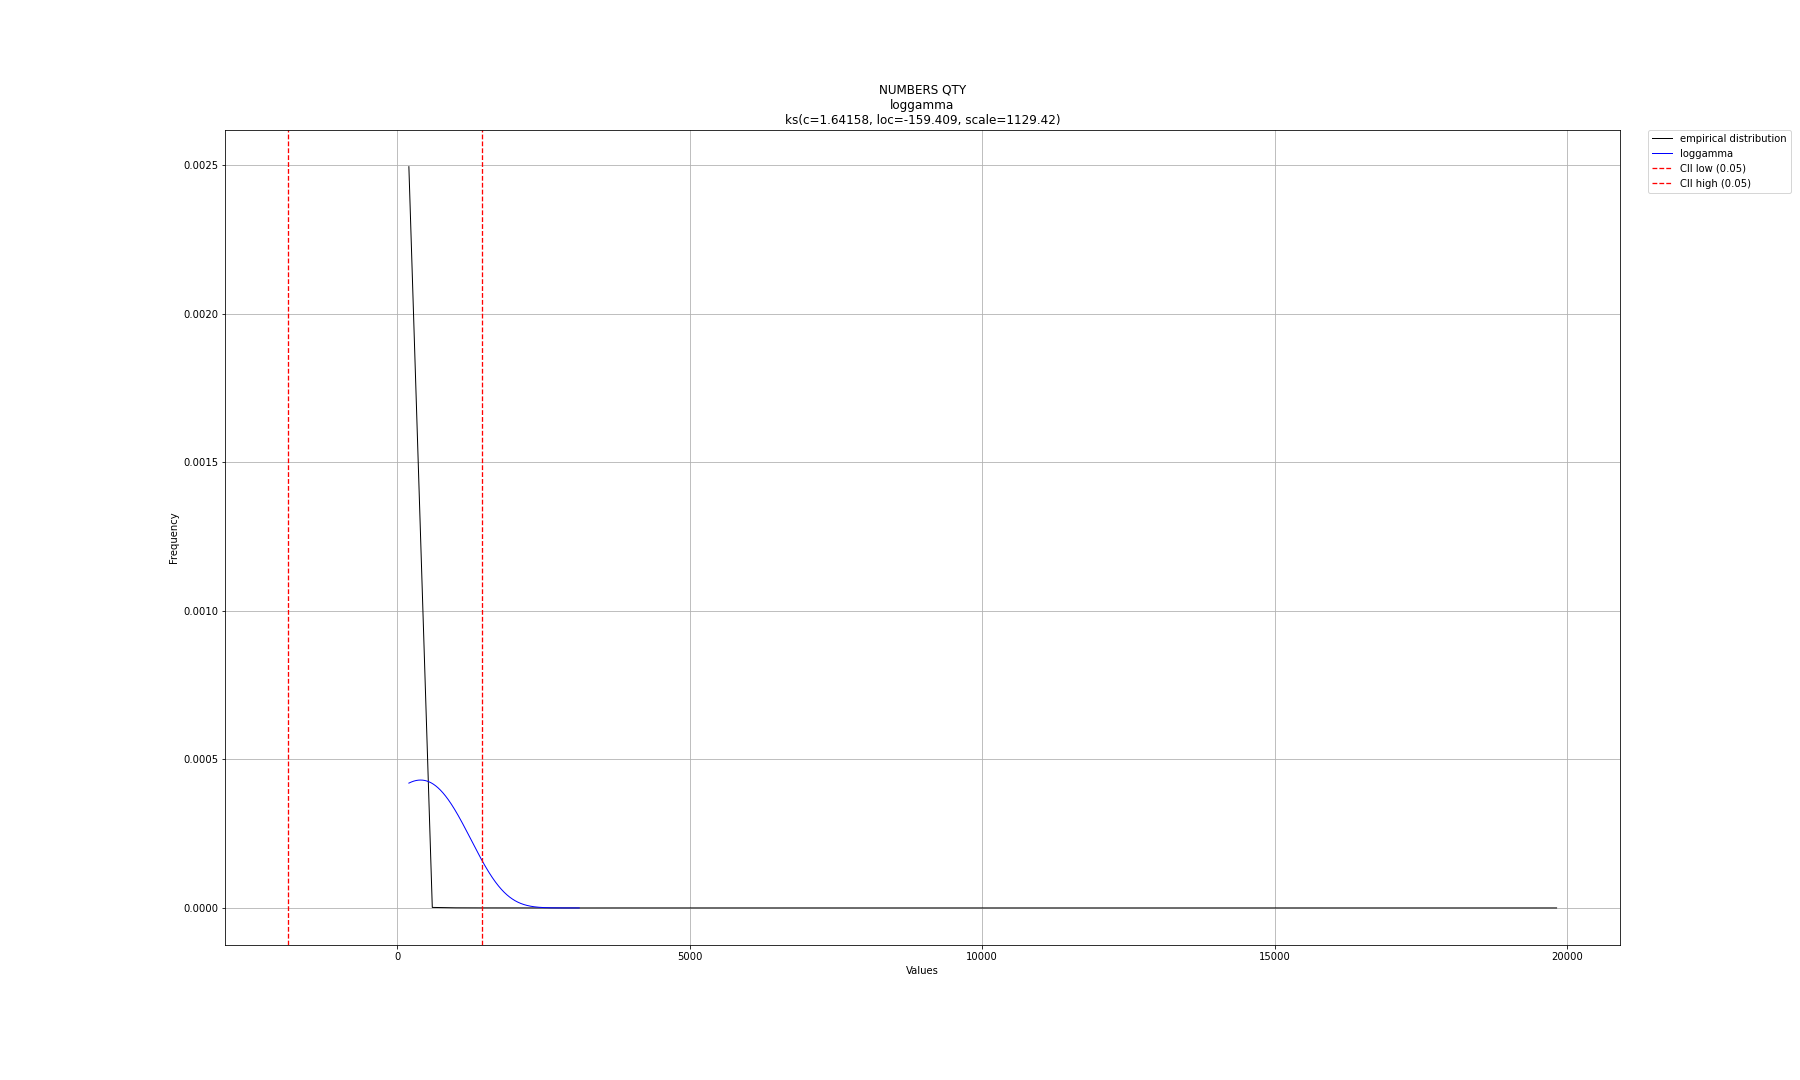 NUMBERS QTY
loggamma
ks(c=1.64158, loc=-159.409, scale=1129.42)
empirical distribution
loggamma
CII low (0.05)
CII high (0.05)
0.0025
0.0020
0.0015
0.0010
0.0005
0.0000
Frequency
0
5000
10000
15000
20000
Values